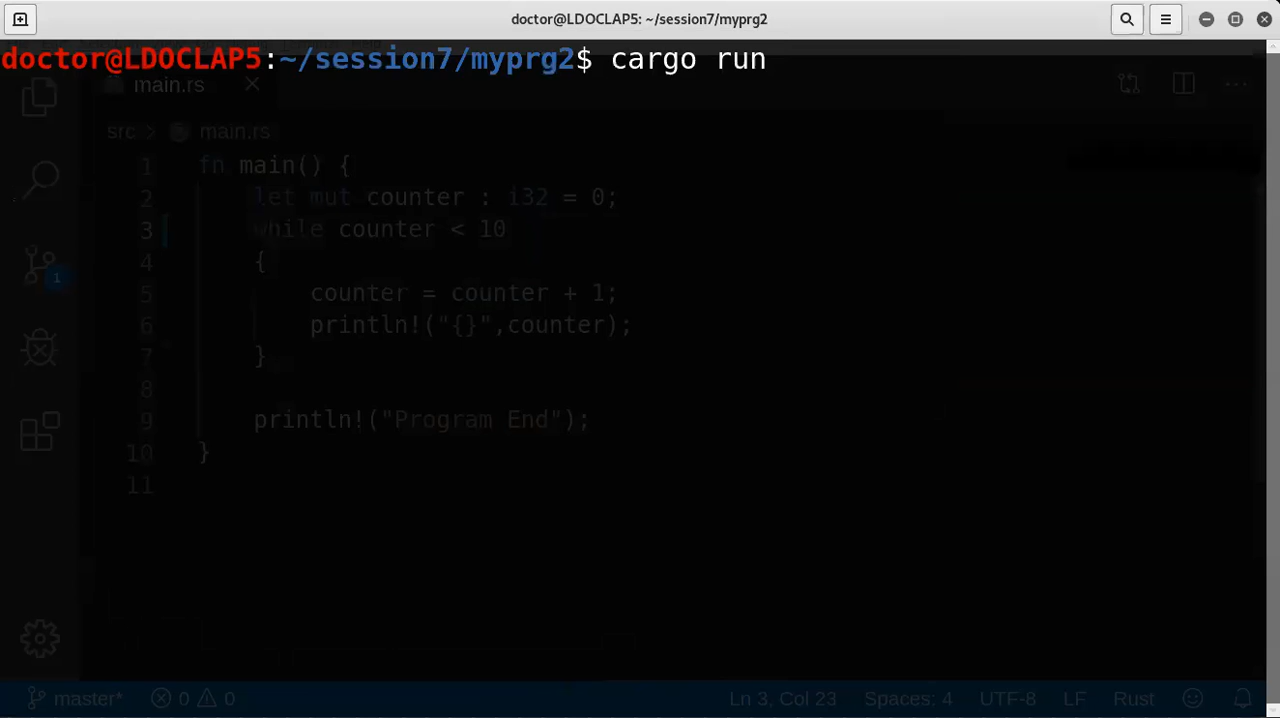 doctor@LDOCLAP5: ~/session7/myprg2
doctor@LDOCLAP5:~/session7/myprg2$ cargo run
main.rs
src > main.rs
1 fn main() {
2 let mut counter : i32 = 0;
3 while counter < 10
4 {
5 counter = counter + 1;
6 println!("{}",counter);
7 }
8
9 println!("Program End");
10 }
11
1
master* 0 0 Ln 3, Col 23 Spaces: 4 UTF-8 LF Rust